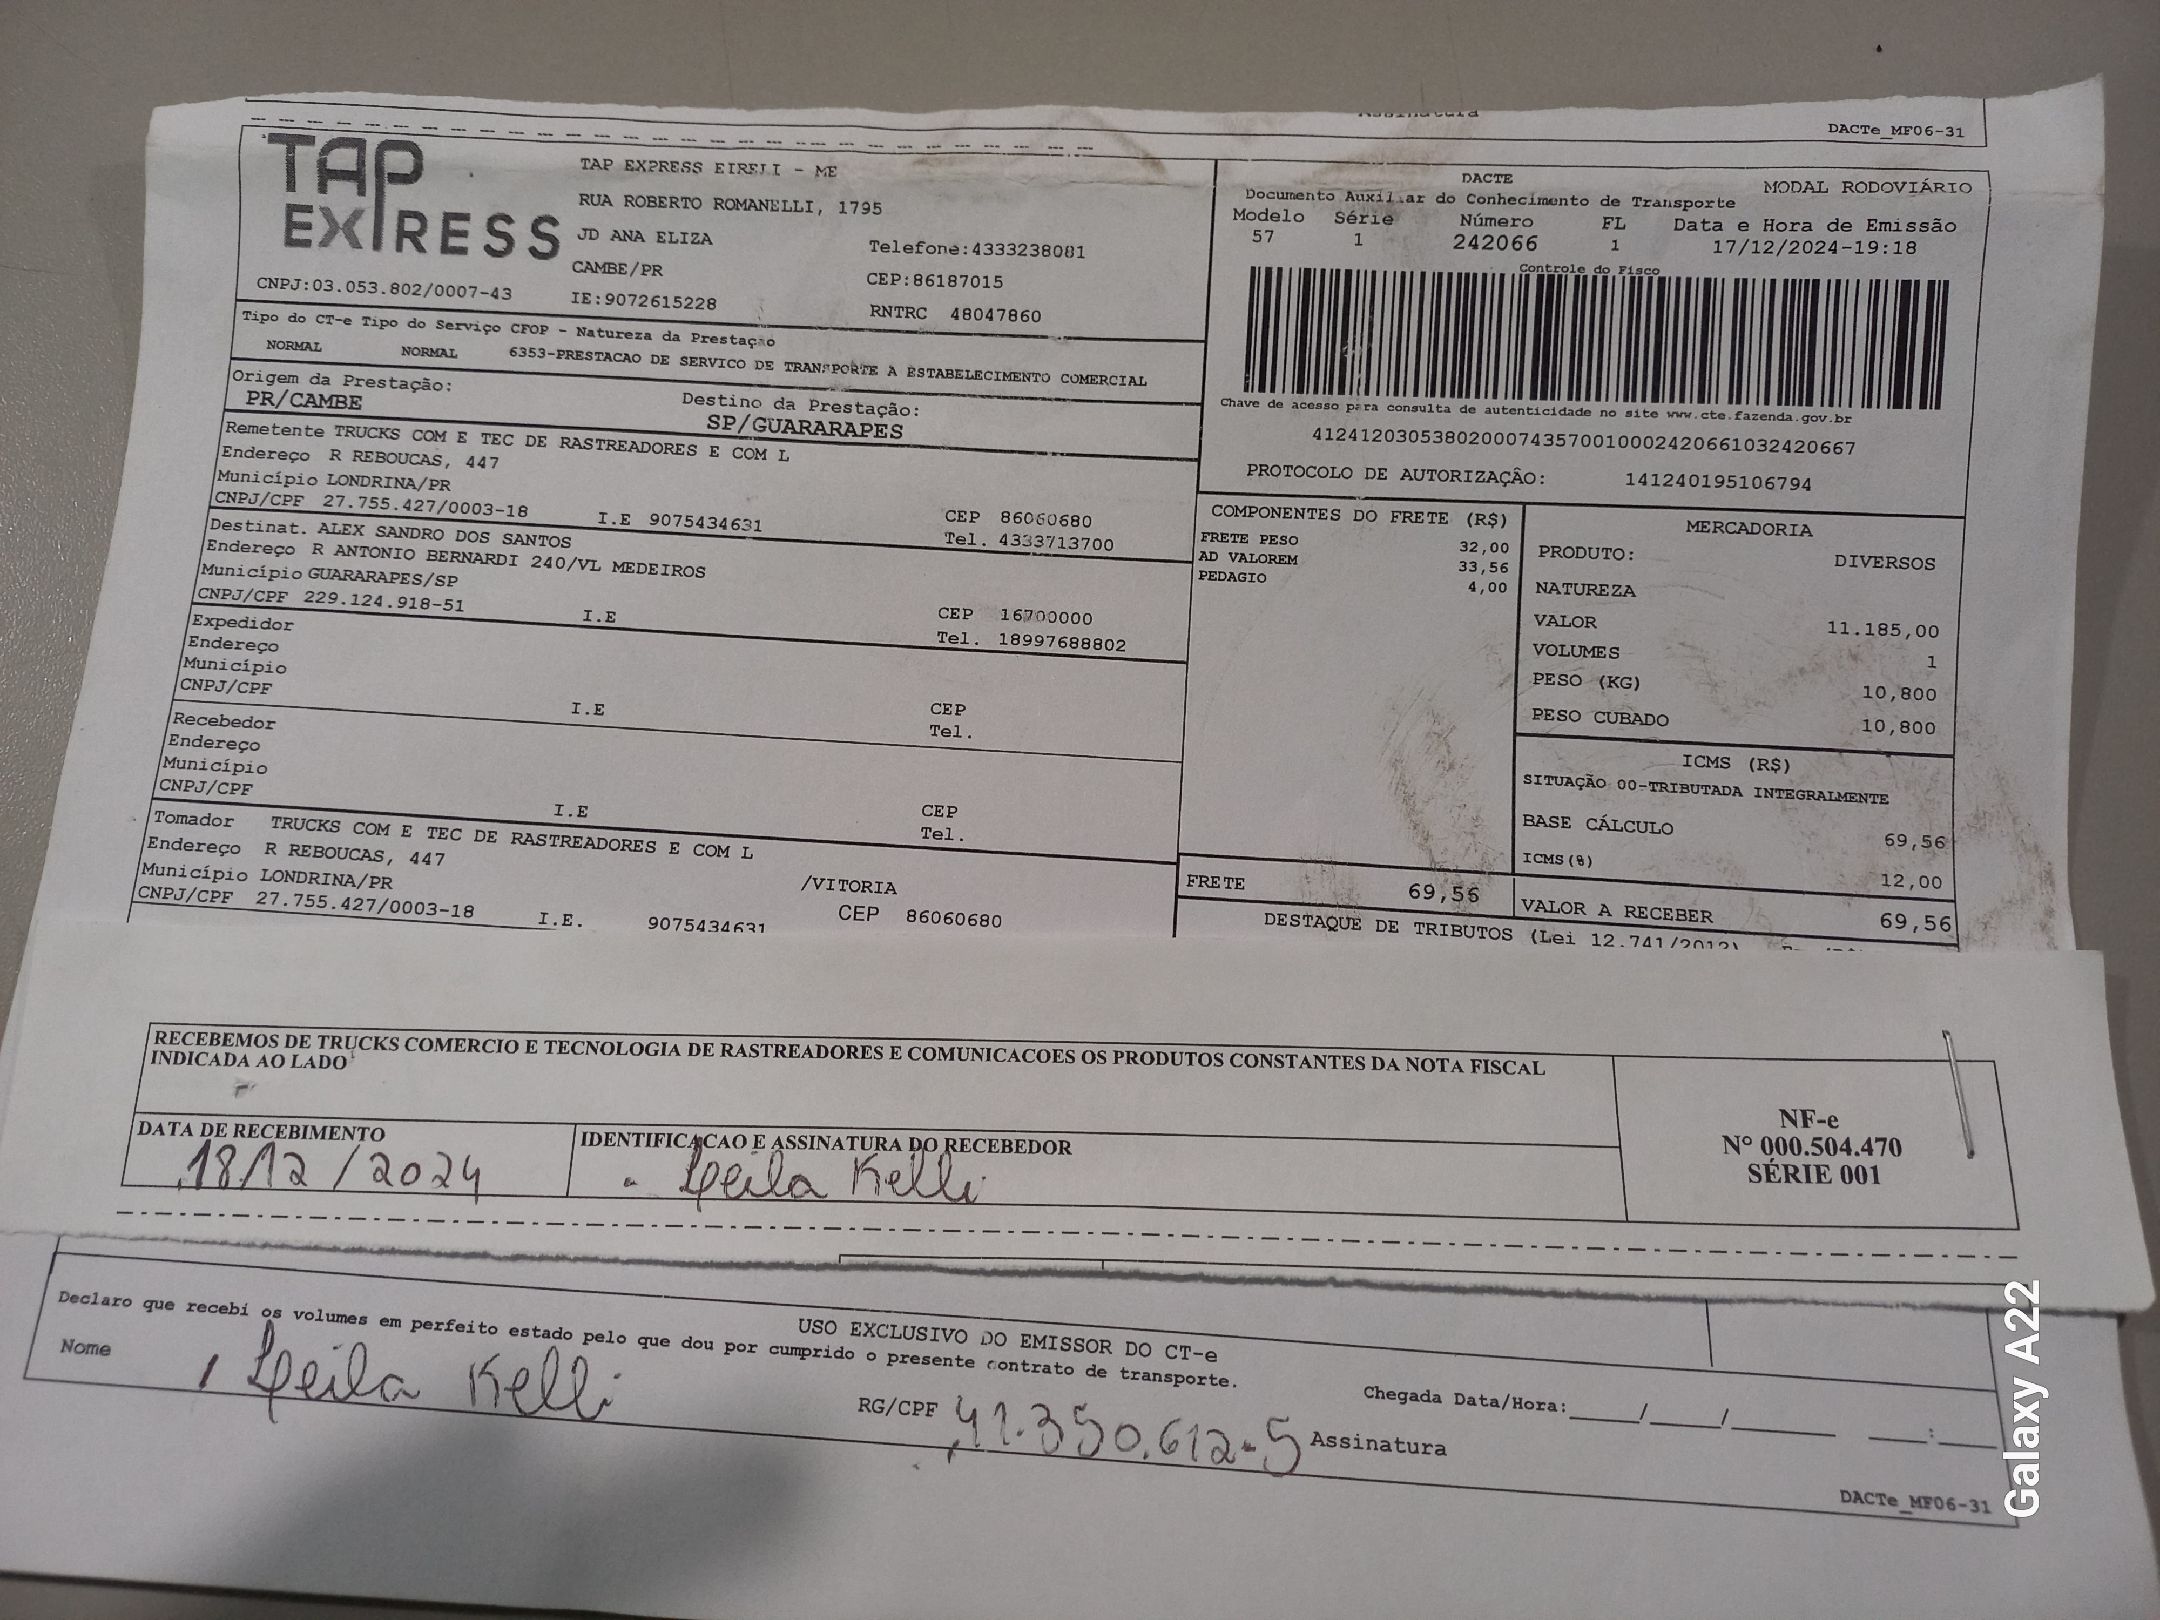 DACTe_MF06-31
TAP EXPRESS
TAP EXPRESS EIRELI - ME
RUA ROBERTO ROMANELLI, 1795
JD ANA ELIZA
Telefone:4333238081
CAMBE/PR
CEP:86187015
CNPJ:03.053.802/0007-43
IE:9072615228
RNTRC 48047860
DACTE
MODAL RODOVIÁRIO
Documento Auxiliar do Conhecimento de Transporte
Modelo Série Número FL Data e Hora de Emissão
57 1 242066 1 17/12/2024-19:18
Controle do Fisco
Chave de acesso para consulta de autenticidade no site www.cte.fazenda.gov.br
41241203053802000743570010002420661032420667
PROTOCOLO DE AUTORIZAÇÃO: 141240195106794
Tipo do CT-e Tipo do Serviço CFOP - Natureza da Prestação
NORMAL NORMAL 6353-PRESTACAO DE SERVICO DE TRANSPORTE A ESTABELECIMENTO COMERCIAL
Origem da Prestação: Destino da Prestação:
PR/CAMBE SP/GUARARAPES
Remetente TRUCKS COM E TEC DE RASTREADORES E COM L
Endereço R REBOUCAS, 447
Município LONDRINA/PR CEP 86060680
CNPJ/CPF 27.755.427/0003-18 I.E 9075434631 Tel. 4333713700
Destinat. ALEX SANDRO DOS SANTOS
Endereço R ANTONIO BERNARDI 240/VL MEDEIROS
Município GUARARAPES/SP CEP 16700000
CNPJ/CPF 229.124.918-51 I.E Tel. 18997688802
Expedidor
Endereço
Município CEP
CNPJ/CPF I.E Tel.
Recebedor
Endereço
Município CEP
CNPJ/CPF I.E Tel.
Tomador TRUCKS COM E TEC DE RASTREADORES E COM L
Endereço R REBOUCAS, 447 /VITORIA
Município LONDRINA/PR CEP 86060680
CNPJ/CPF 27.755.427/0003-18 I.E. 9075434631
COMPONENTES DO FRETE (R$)
FRETE PESO 32,00
AD VALOREM 33,56
PEDAGIO 4,00
MERCADORIA
PRODUTO: DIVERSOS
NATUREZA
VALOR 11.185,00
VOLUMES 1
PESO (KG) 10,800
PESO CUBADO 10,800
ICMS (R$)
SITUAÇÃO 00-TRIBUTADA INTEGRALMENTE
BASE CÁLCULO 69,56
ICMS(%) 12,00
FRETE 69,56
VALOR A RECEBER 69,56
DESTAQUE DE TRIBUTOS (Lei 12.741/2012)
RECEBEMOS DE TRUCKS COMERCIO E TECNOLOGIA DE RASTREADORES E COMUNICACOES OS PRODUTOS CONSTANTES DA NOTA FISCAL
INDICADA AO LADO
DATA DE RECEBIMENTO
18/12/2024
IDENTIFICACAO E ASSINATURA DO RECEBEDOR
Leila Kelli
NF-e
Nº 000.504.470
SÉRIE 001
USO EXCLUSIVO DO EMISSOR DO CT-e
Declaro que recebi os volumes em perfeito estado pelo que dou por cumprido o presente contrato de transporte.
Nome Leila Kelli
RG/CPF 41.350.612-5 Assinatura
Chegada Data/Hora:____/____/______ ____:____
DACTe_MF06-31
Galaxy A22